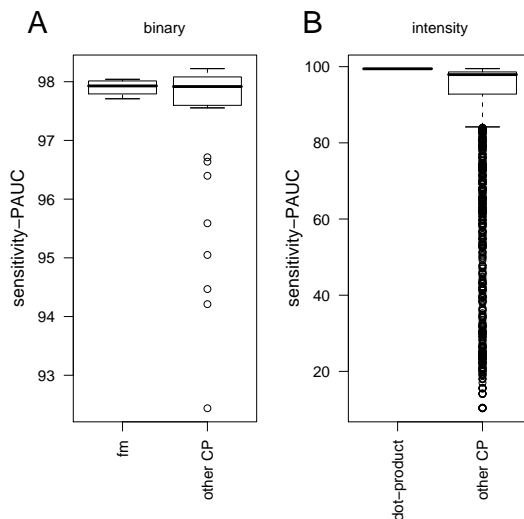 A
binary
sensitivity−PAUC
98
97
96
95
94
93
fm
other CP
B
intensity
sensitivity−PAUC
100
80
60
40
20
dot−product
other CP